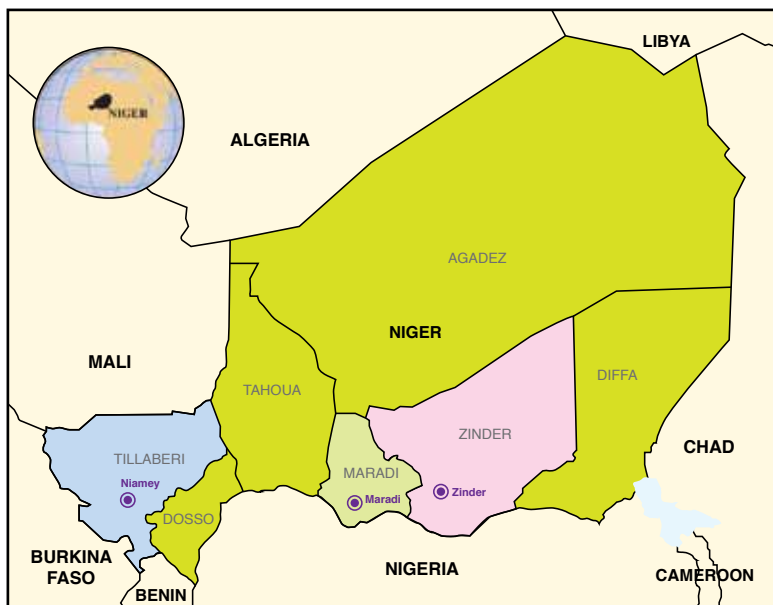 LIBYA
NIGER
ALGERIA
AGADEZ
NIGER
MALI
TAHOUA
DIFFA
ZINDER
CHAD
TILLABERI
MARADI
Niamey
Zinder
Maradi
DOSSO
BURKINA
FASO
NIGERIA
CAMEROON
BENIN